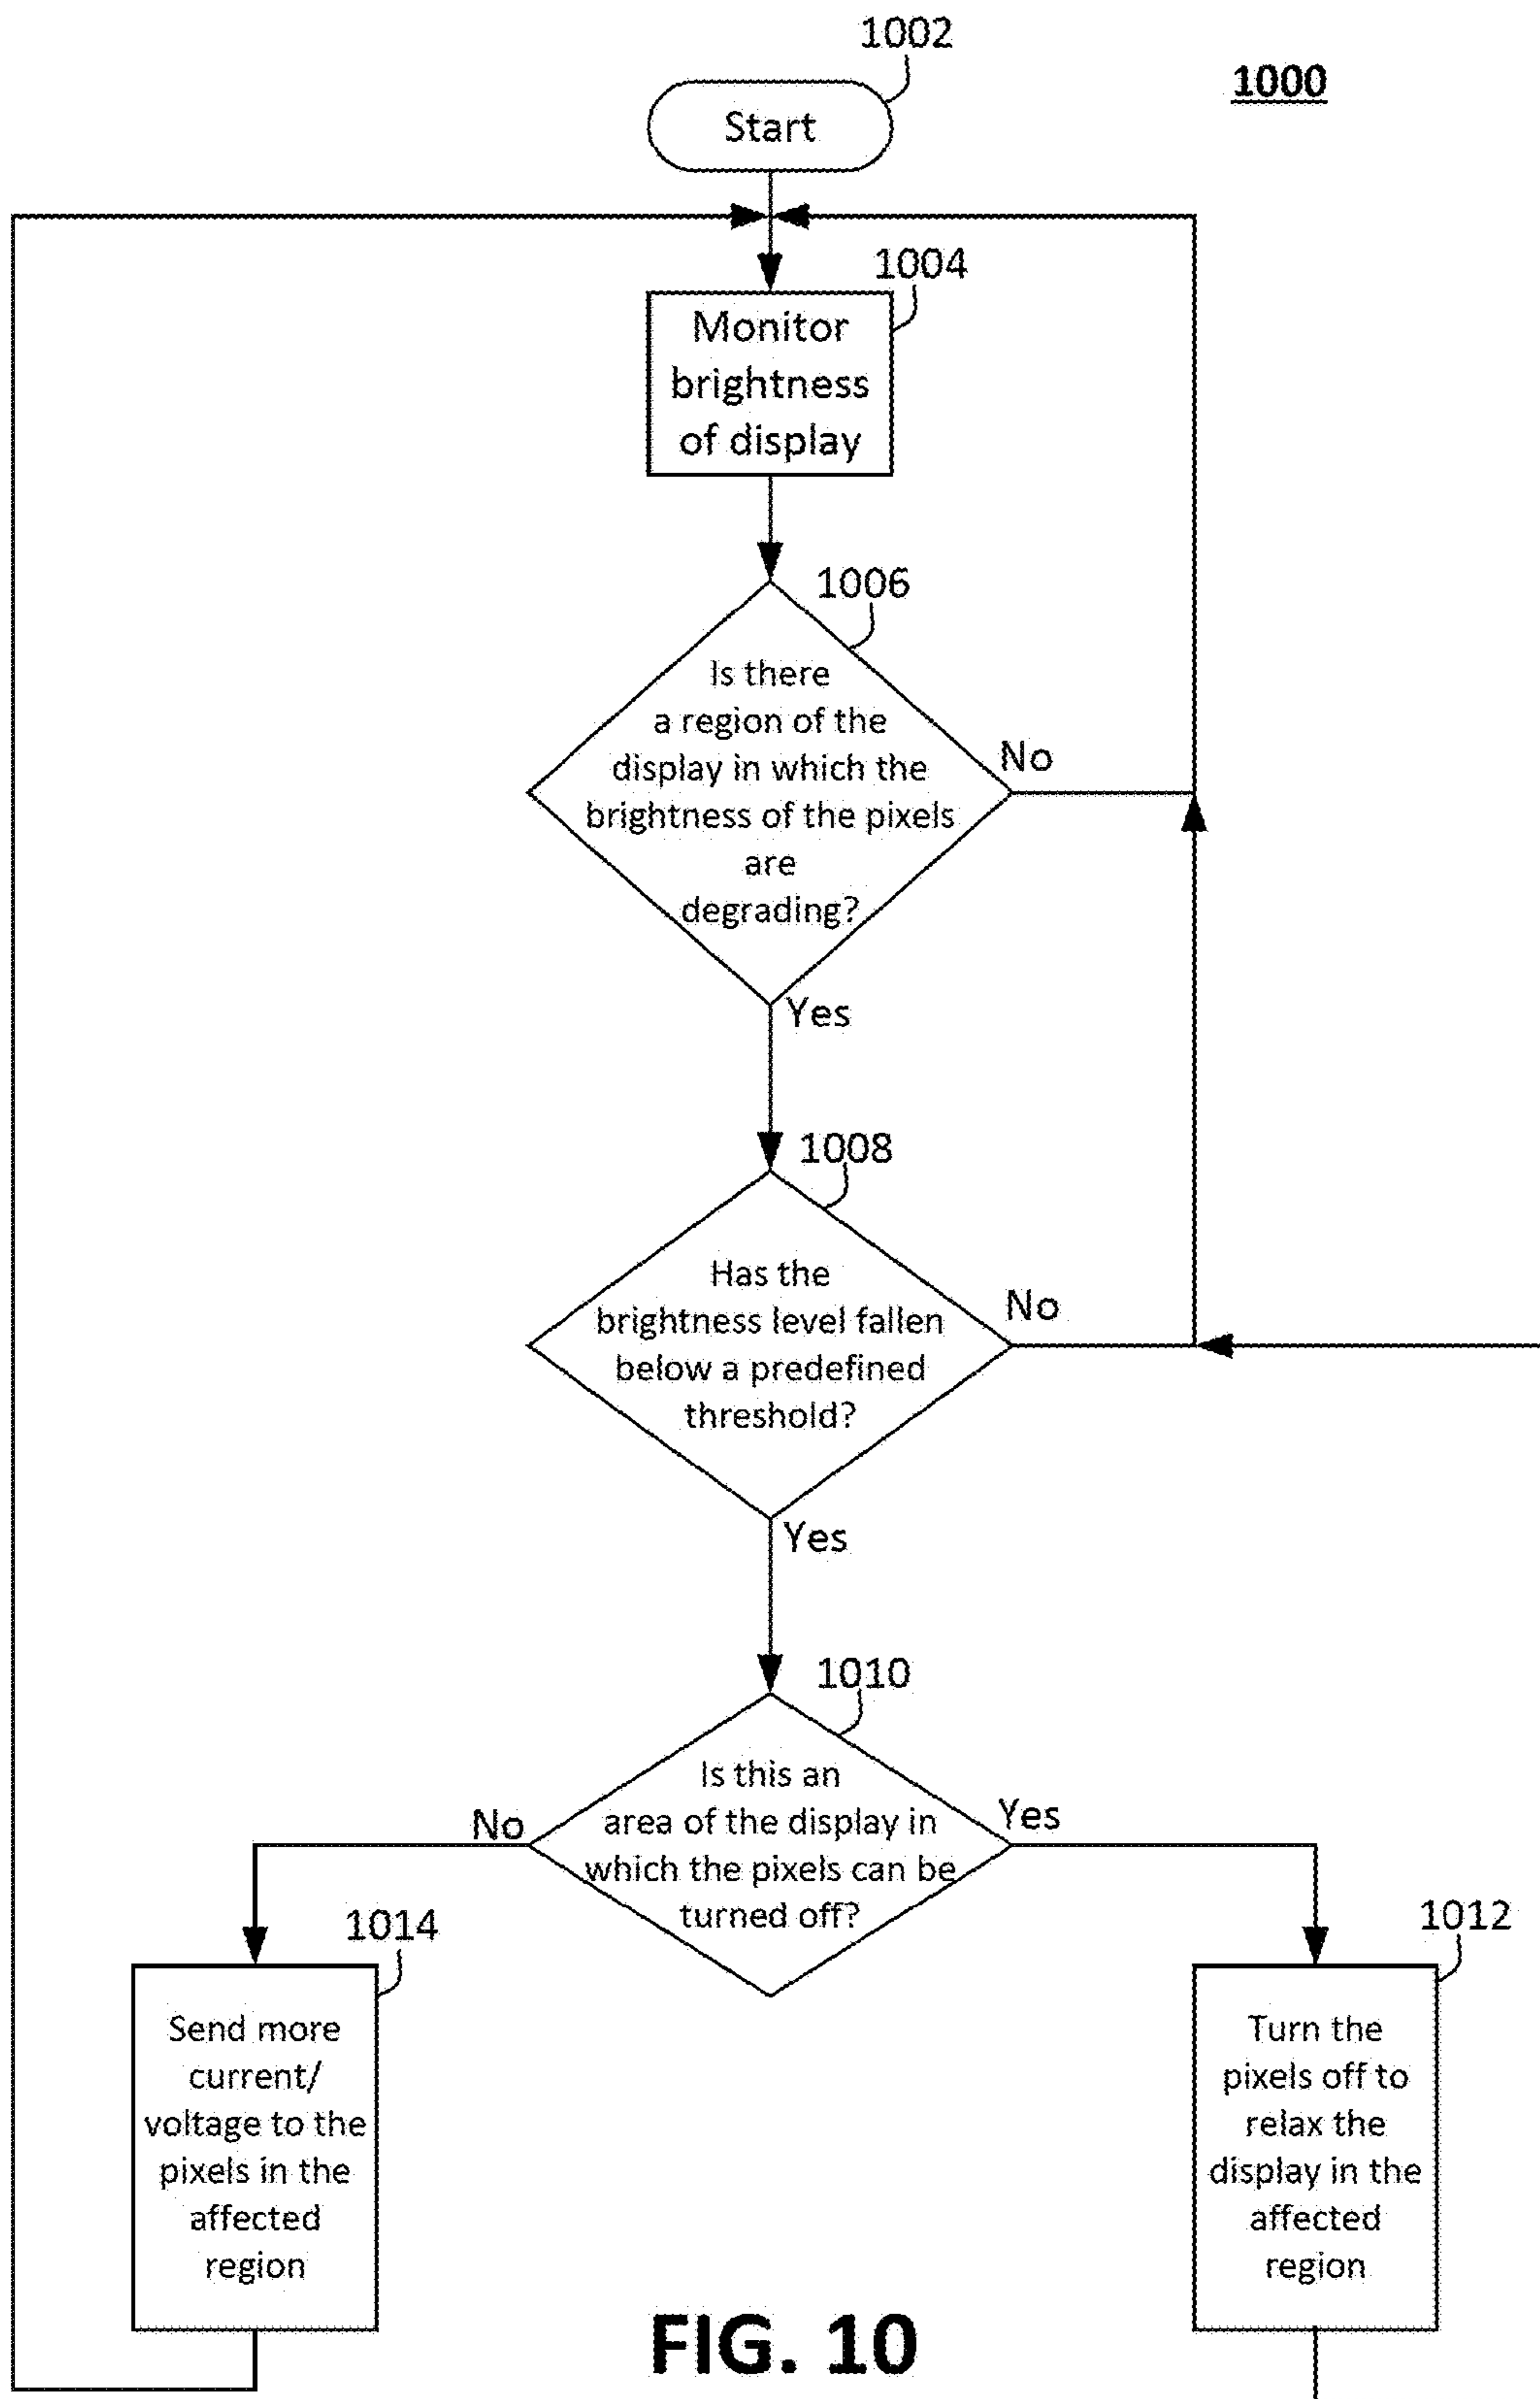 1002
1000
Start
1004
Monitor
brightness
of display
1006
Is there
a region of the
display in which the
brightness of the pixels
are
degrading?
No
Yes
1008
Has the
brightness level fallen
below a predefined
threshold?
No
Yes
1010
Is this an
area of the display in
which the pixels can be
turned off?
No
Yes
1014
Send more
current/
voltage to the
pixels in the
affected
region
1012
Turn the
pixels off to
relax the
display in the
affected
region
FIG. 10